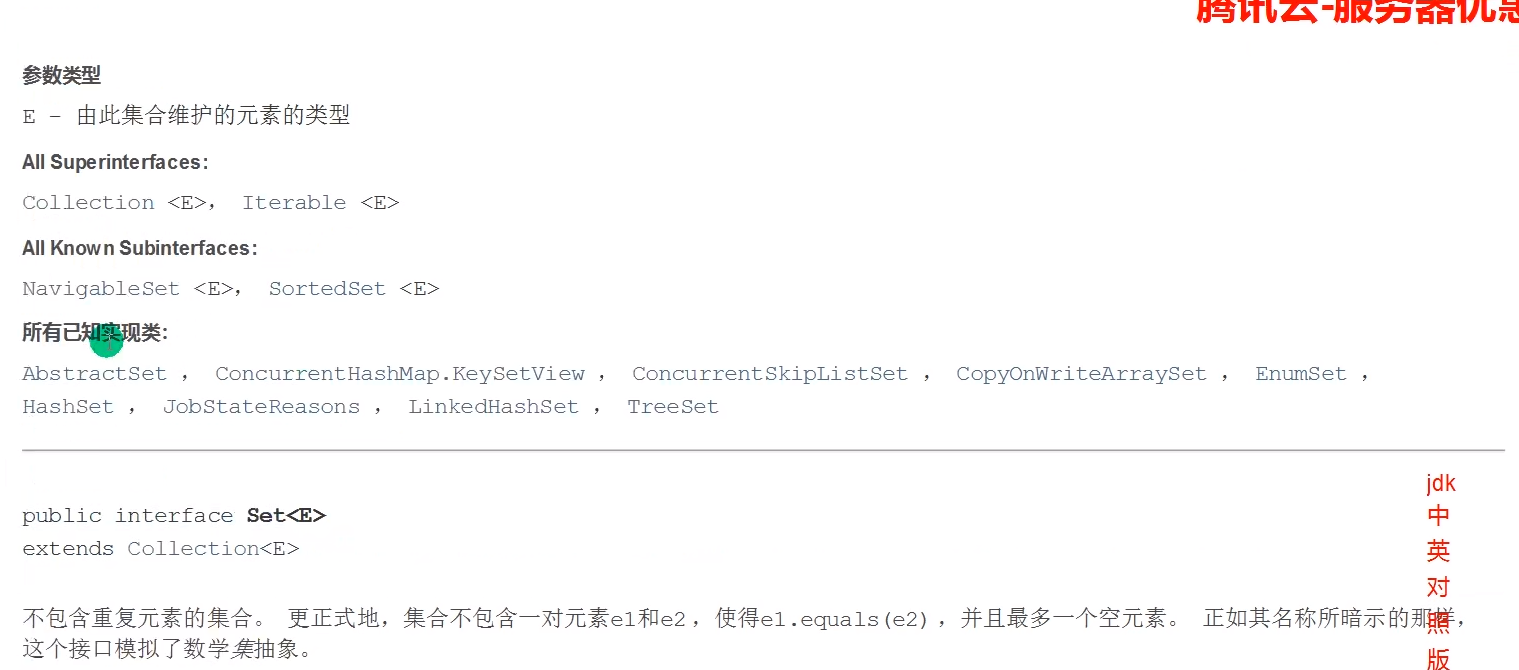 腾讯云-服务器优惠
参数类型
E – 由此集合维护的元素的类型
All Superinterfaces:
Collection <E>， Iterable <E>
All Known Subinterfaces:
NavigableSet <E>， SortedSet <E>
所有已知实现类:
AbstractSet ， ConcurrentHashMap.KeySetView ， ConcurrentSkipListSet ， CopyOnWriteArraySet ， EnumSet ，
HashSet ， JobStateReasons ， LinkedHashSet ， TreeSet
public interface Set<E>
extends Collection<E>
不包含重复元素的集合。 更正式地，集合不包含一对元素e1和e2 ，使得e1.equals(e2) ，并且最多一个空元素。 正如其名称所暗示的那样，
这个接口模拟了数学集抽象。
jdk
中
英
对
照
版